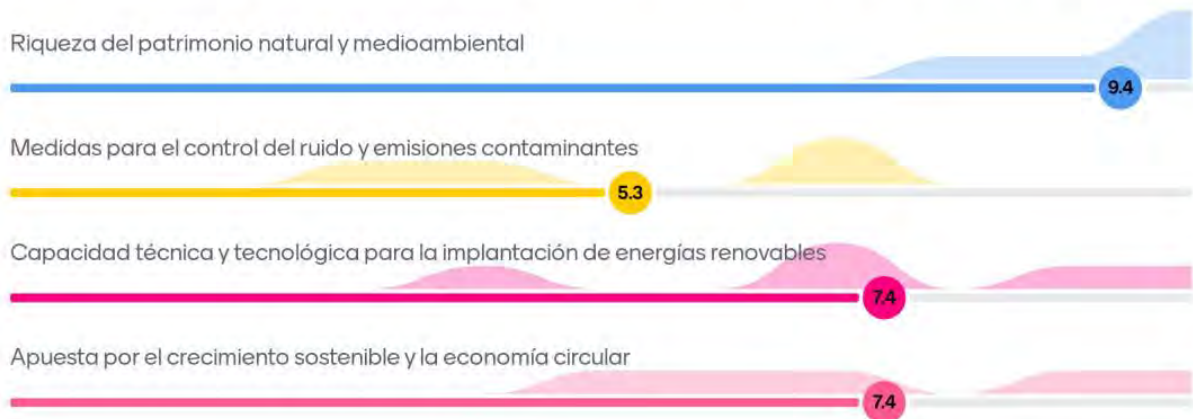 Riqueza del patrimonio natural y medioambiental
9.4
Medidas para el control del ruido y emisiones contaminantes
5.3
Capacidad técnica y tecnológica para la implantación de energías renovables
7.4
Apuesta por el crecimiento sostenible y la economía circular
7.4